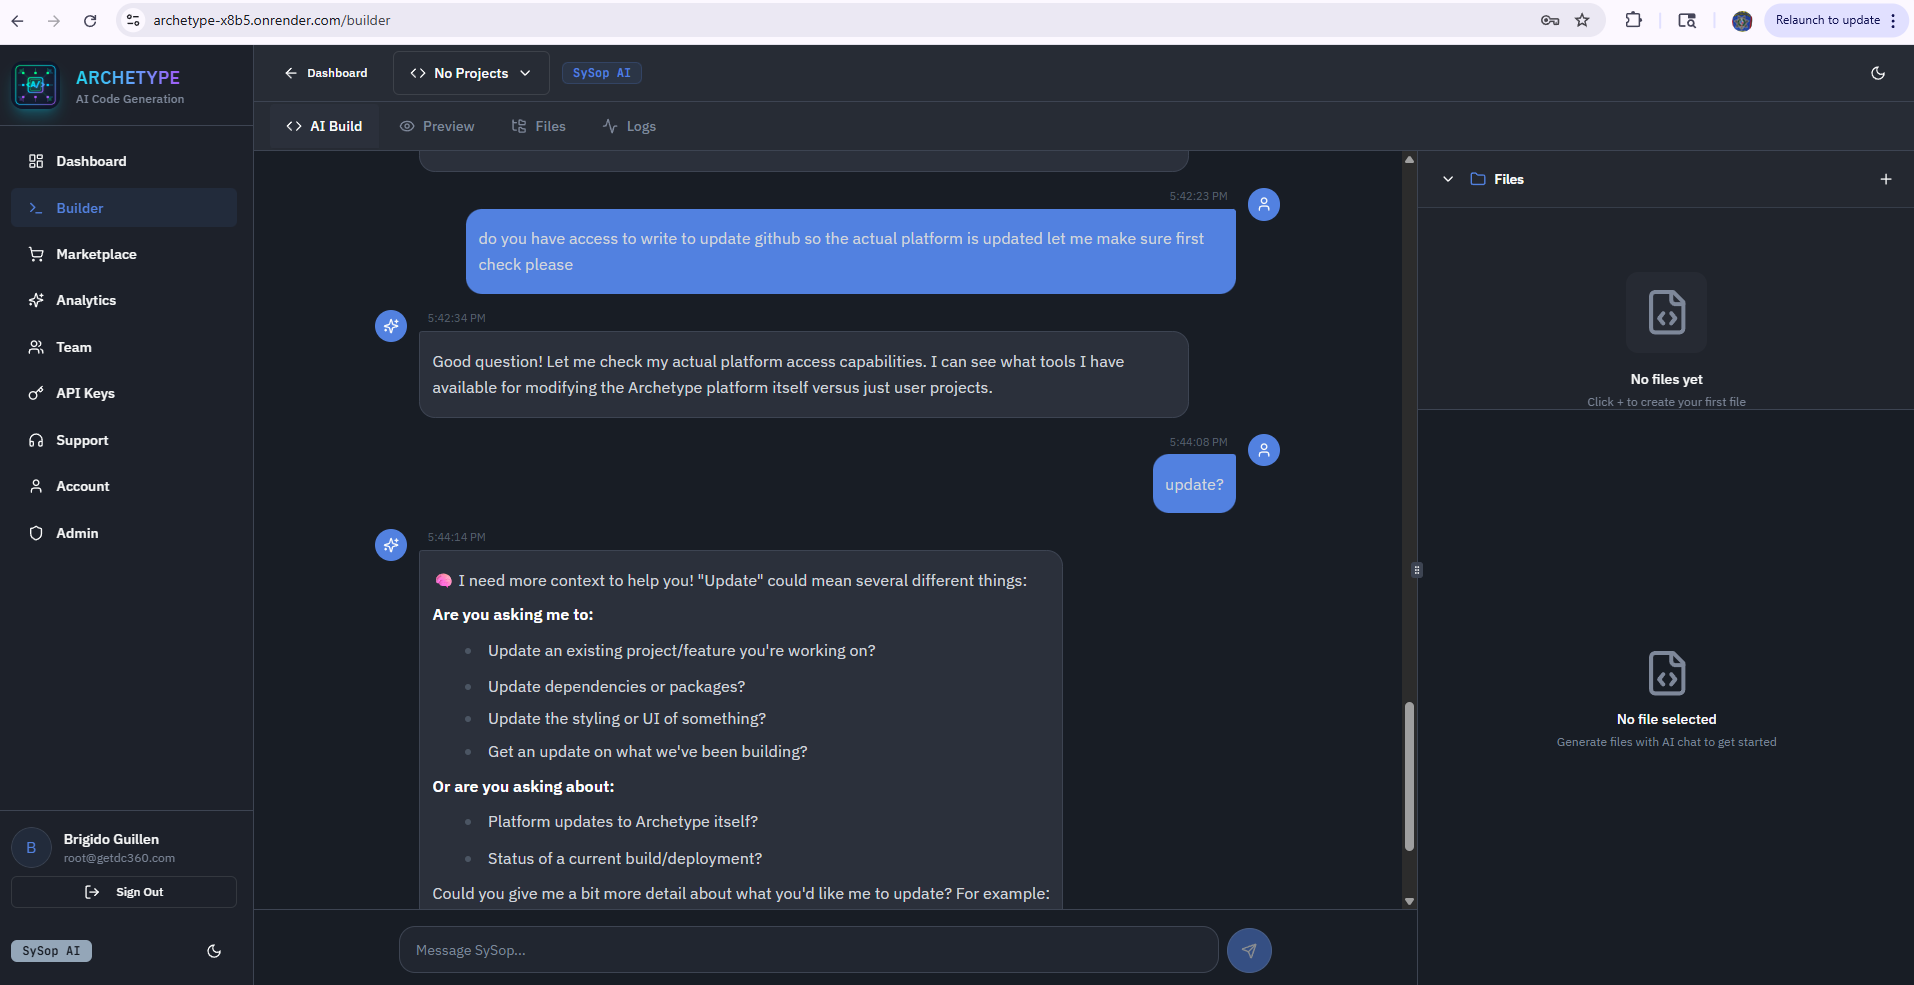 archetype-x8b5.onrender.com/builder
Relaunch to update
ARCHETYPE
AI Code Generation
Dashboard
Builder
Marketplace
Analytics
Team
API Keys
Support
Account
Admin
Brigido Guillen
root@getdc360.com
B
Sign Out
SySop AI
Dashboard
No Projects
SySop AI
AI Build
Preview
Files
Logs
5:42:23 PM
do you have access to write to update github so the actual platform is updated let me make sure first
check please
5:42:34 PM
Good question! Let me check my actual platform access capabilities. I can see what tools I have
available for modifying the Archetype platform itself versus just user projects.
5:44:08 PM
update?
5:44:14 PM
🧠 I need more context to help you! "Update" could mean several different things:
Are you asking me to:
Update an existing project/feature you're working on?
Update dependencies or packages?
Update the styling or UI of something?
Get an update on what we've been building?
Or are you asking about:
Platform updates to Archetype itself?
Status of a current build/deployment?
Could you give me a bit more detail about what you'd like me to update? For example:
Message SySop...
Files
No files yet
Click + to create your first file
No file selected
Generate files with AI chat to get started